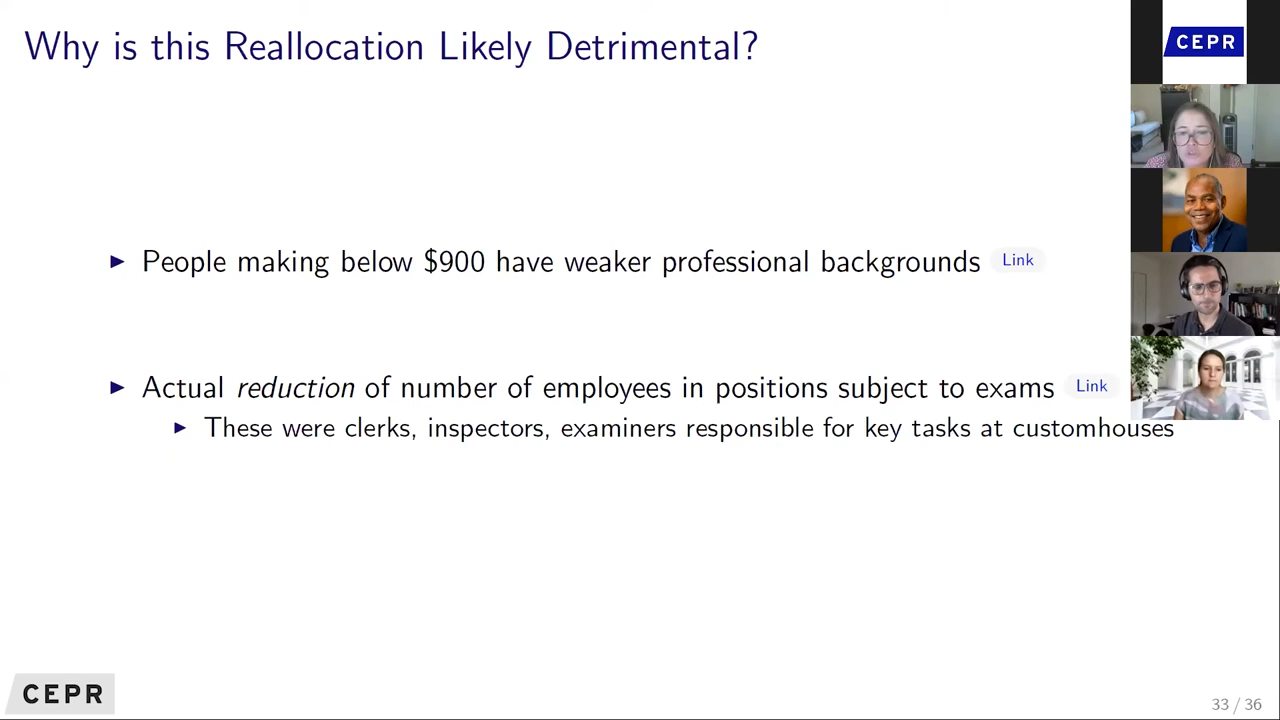 Why is this Reallocation Likely Detrimental?
CEPR
People making below $900 have weaker professional backgrounds Link
Actual reduction of number of employees in positions subject to exams Link
These were clerks, inspectors, examiners responsible for key tasks at customhouses
CEPR
33 / 36